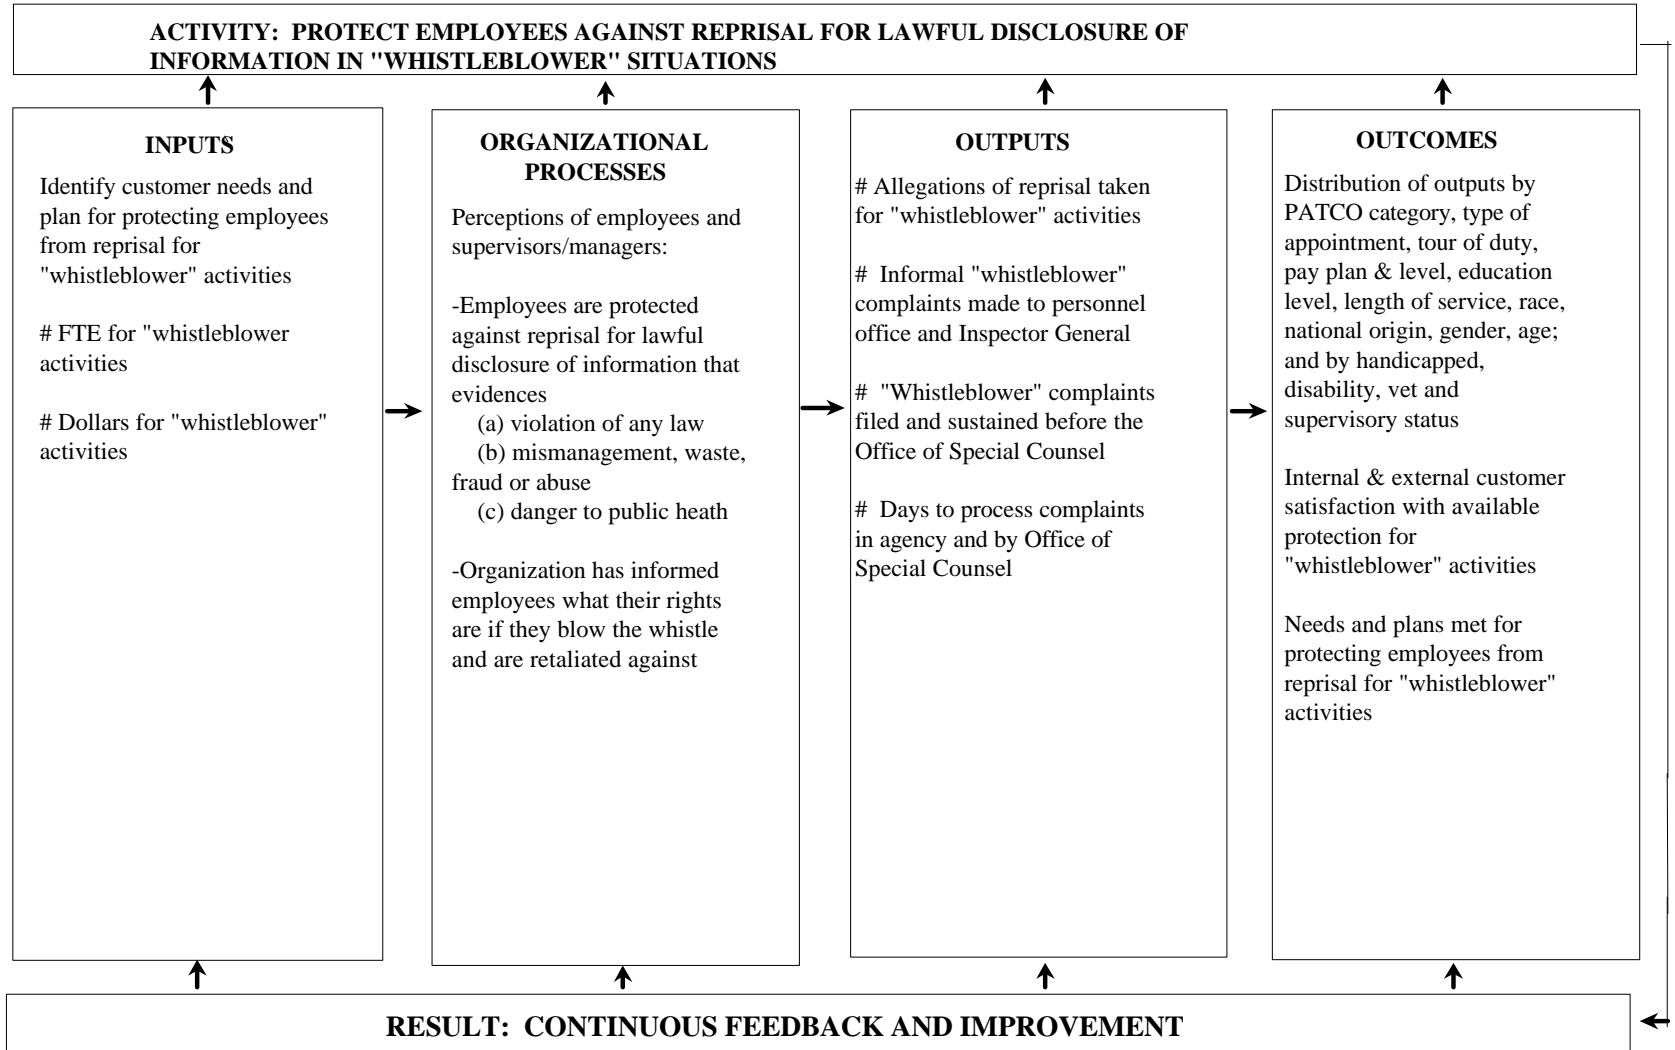 ACTIVITY: PROTECT EMPLOYEES AGAINST REPRISAL FOR LAWFUL DISCLOSURE OF
INFORMATION IN "WHISTLEBLOWER" SITUATIONS
INPUTS
Identify customer needs and
plan for protecting employees
from reprisal for
"whistleblower" activities
# FTE for "whistleblower
activities
# Dollars for "whistleblower"
activities
ORGANIZATIONAL
PROCESSES
Perceptions of employees and
supervisors/managers:
-Employees are protected
against reprisal for lawful
disclosure of information that
evidences
(a) violation of any law
(b) mismanagement, waste,
fraud or abuse
(c) danger to public heath
-Organization has informed
employees what their rights
are if they blow the whistle
and are retaliated against
OUTPUTS
# Allegations of reprisal taken
for "whistleblower" activities
# Informal "whistleblower"
complaints made to personnel
office and Inspector General
# "Whistleblower" complaints
filed and sustained before the
Office of Special Counsel
# Days to process complaints
in agency and by Office of
Special Counsel
OUTCOMES
Distribution of outputs by
PATCO category, type of
appointment, tour of duty,
pay plan & level, education
level, length of service, race,
national origin, gender, age;
and by handicapped,
disability, vet and
supervisory status
Internal & external customer
satisfaction with available
protection for
"whistleblower" activities
Needs and plans met for
protecting employees from
reprisal for "whistleblower"
activities
RESULT: CONTINUOUS FEEDBACK AND IMPROVEMENT